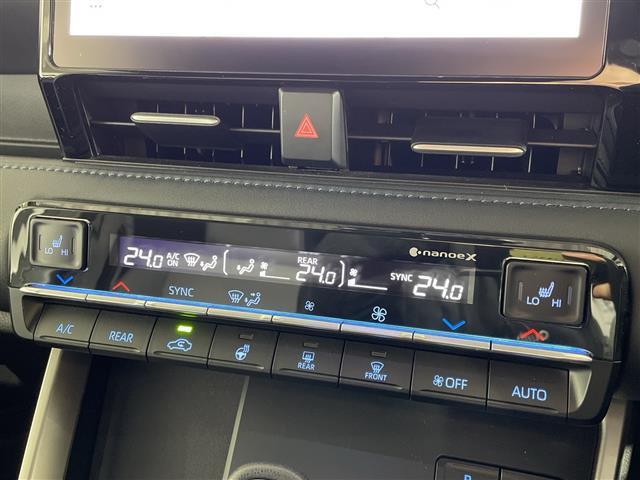 nanoeX
LO HI
24.0 A/C ON REAR 24.0 SYNC 24.0
LO HI
SYNC
A/C REAR REAR FRONT OFF AUTO